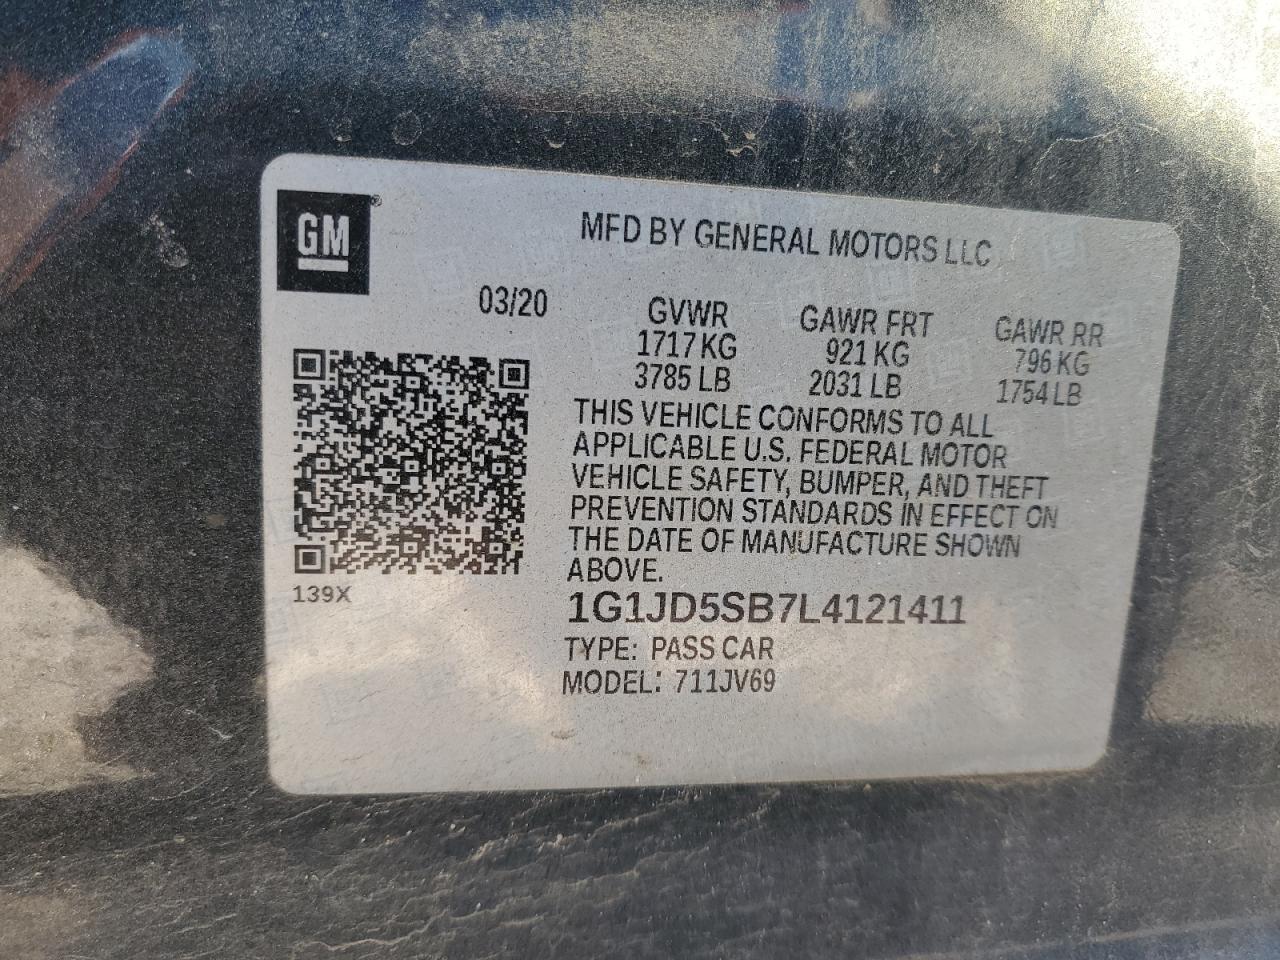 GM®
MFD BY GENERAL MOTORS LLC
03/20
GVWR GAWR FRT GAWR RR
1717 KG 921 KG 796 KG
3785 LB 2031 LB 1754 LB
THIS VEHICLE CONFORMS TO ALL
APPLICABLE U.S. FEDERAL MOTOR
VEHICLE SAFETY, BUMPER, AND THEFT
PREVENTION STANDARDS IN EFFECT ON
THE DATE OF MANUFACTURE SHOWN
ABOVE.
139X
1G1JD5SB7L4121411
TYPE: PASS CAR
MODEL: 711JV69